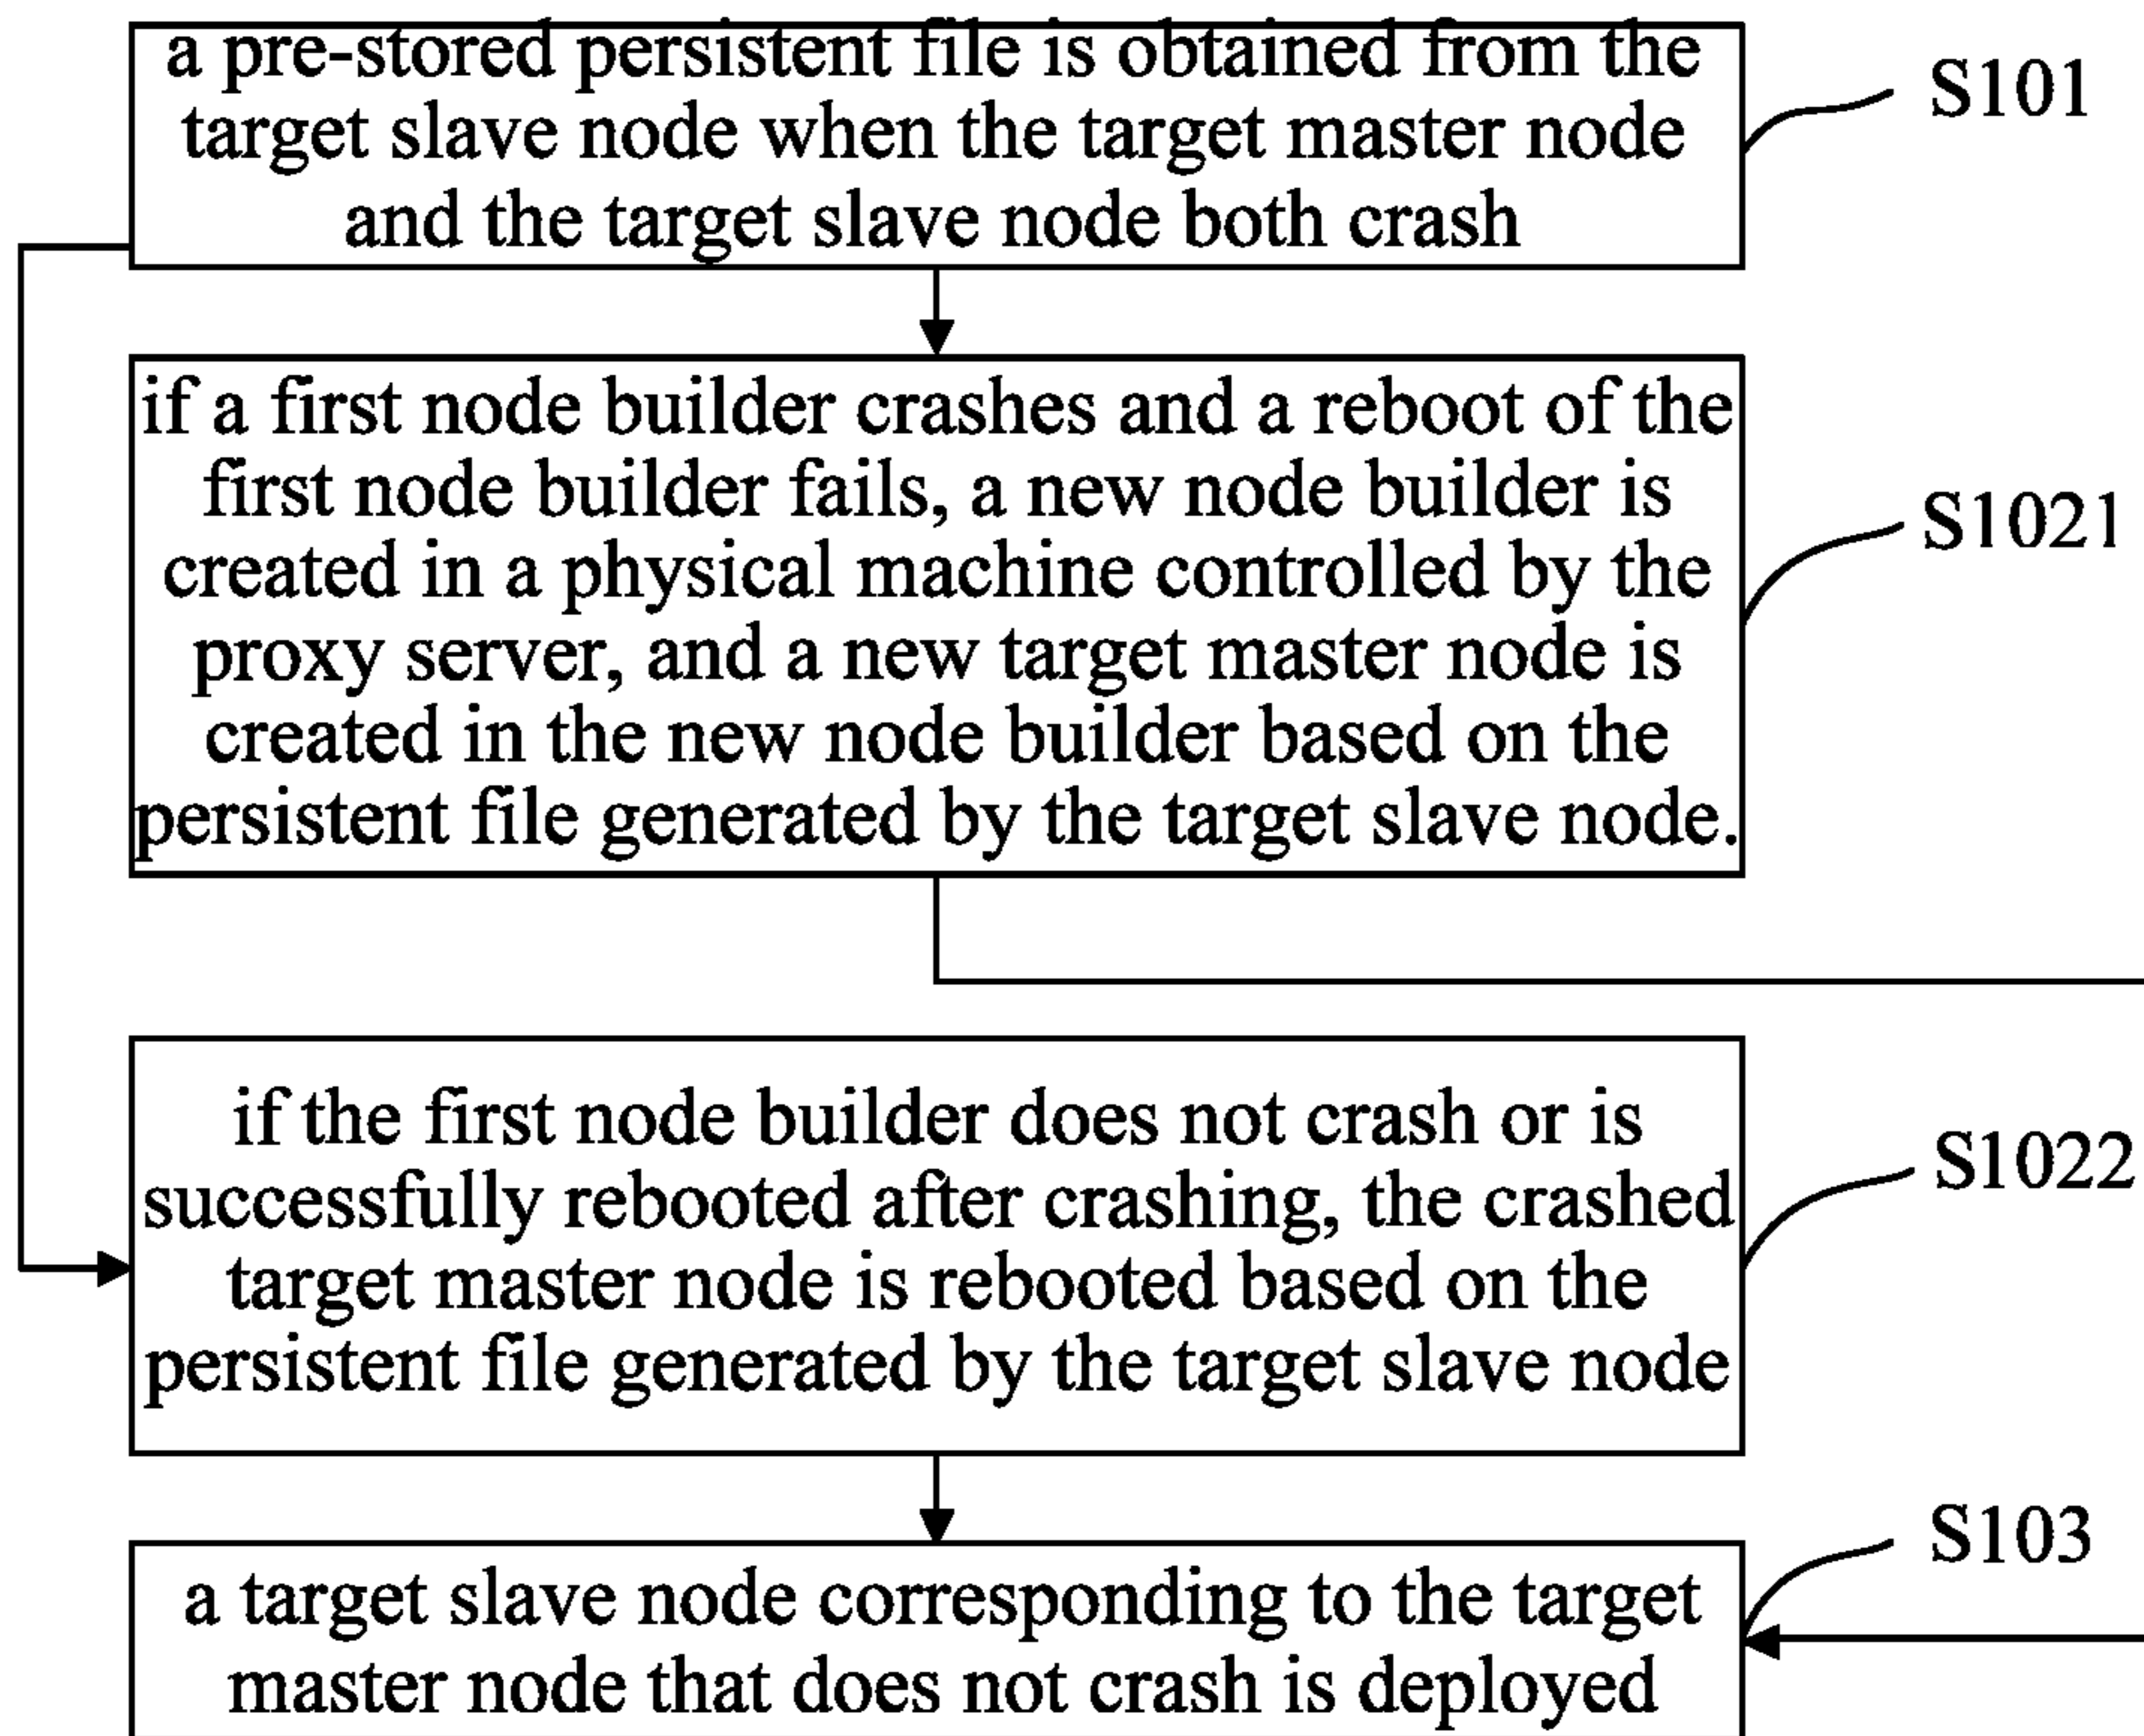 a pre-stored persistent file is obtained from the
target slave node when the target master node
and the target slave node both crash
S101
if a first node builder crashes and a reboot of the
first node builder fails, a new node builder is
created in a physical machine controlled by the
proxy server, and a new target master node is
created in the new node builder based on the
persistent file generated by the target slave node.
S1021
if the first node builder does not crash or is
successfully rebooted after crashing, the crashed
target master node is rebooted based on the
persistent file generated by the target slave node
S1022
a target slave node corresponding to the target
master node that does not crash is deployed
S103